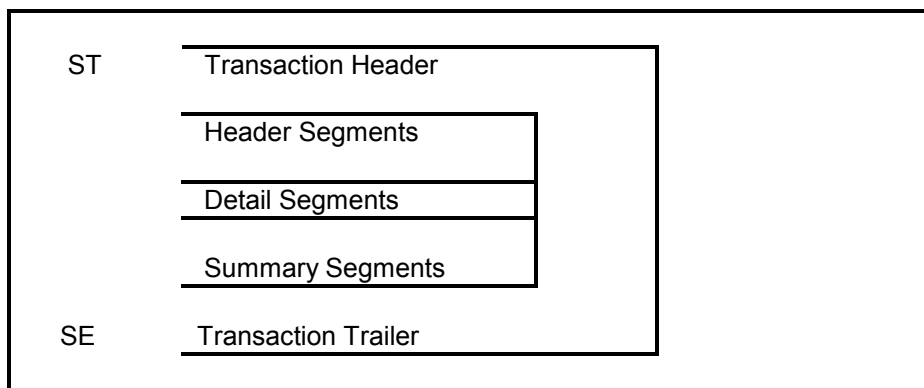 ST Transaction Header
Header Segments
Detail Segments
Summary Segments
SE Transaction Trailer